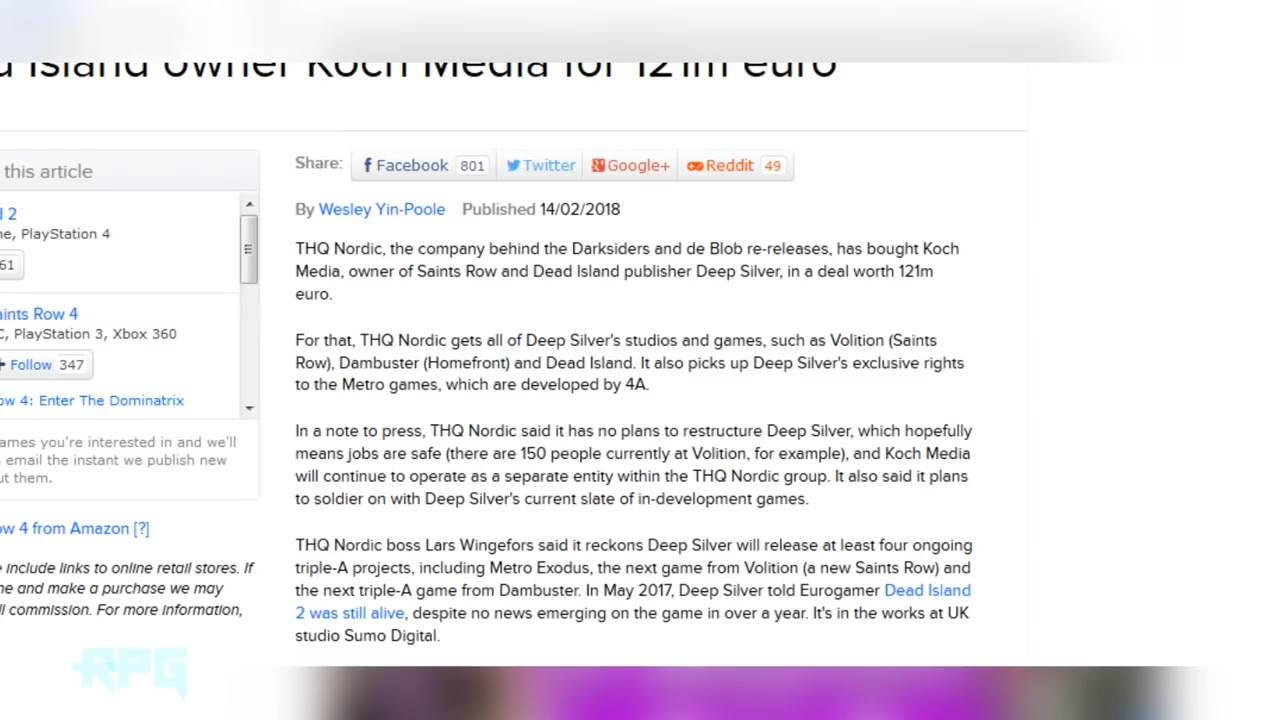 d Island owner Koch Media for 121m euro
Share: Facebook 801 Twitter Google+ Reddit 49
this article
By Wesley Yin-Poole Published 14/02/2018
d 2
ne, PlayStation 4
61
aints Row 4
C, PlayStation 3, Xbox 360
+ Follow 347
ow 4: Enter The Dominatrix
ames you're interested in and we'll
email the instant we publish new
ut them.
ow 4 from Amazon [?]
e include links to online retail stores. If
ne and make a purchase we may
ll commission. For more information,
THQ Nordic, the company behind the Darksiders and de Blob re-releases, has bought Koch
Media, owner of Saints Row and Dead Island publisher Deep Silver, in a deal worth 121m
euro.
For that, THQ Nordic gets all of Deep Silver's studios and games, such as Volition (Saints
Row), Dambuster (Homefront) and Dead Island. It also picks up Deep Silver's exclusive rights
to the Metro games, which are developed by 4A.
In a note to press, THQ Nordic said it has no plans to restructure Deep Silver, which hopefully
means jobs are safe (there are 150 people currently at Volition, for example), and Koch Media
will continue to operate as a separate entity within the THQ Nordic group. It also said it plans
to soldier on with Deep Silver's current slate of in-development games.
THQ Nordic boss Lars Wingefors said it reckons Deep Silver will release at least four ongoing
triple-A projects, including Metro Exodus, the next game from Volition (a new Saints Row) and
the next triple-A game from Dambuster. In May 2017, Deep Silver told Eurogamer Dead Island
2 was still alive, despite no news emerging on the game in over a year. It's in the works at UK
studio Sumo Digital.
RPG